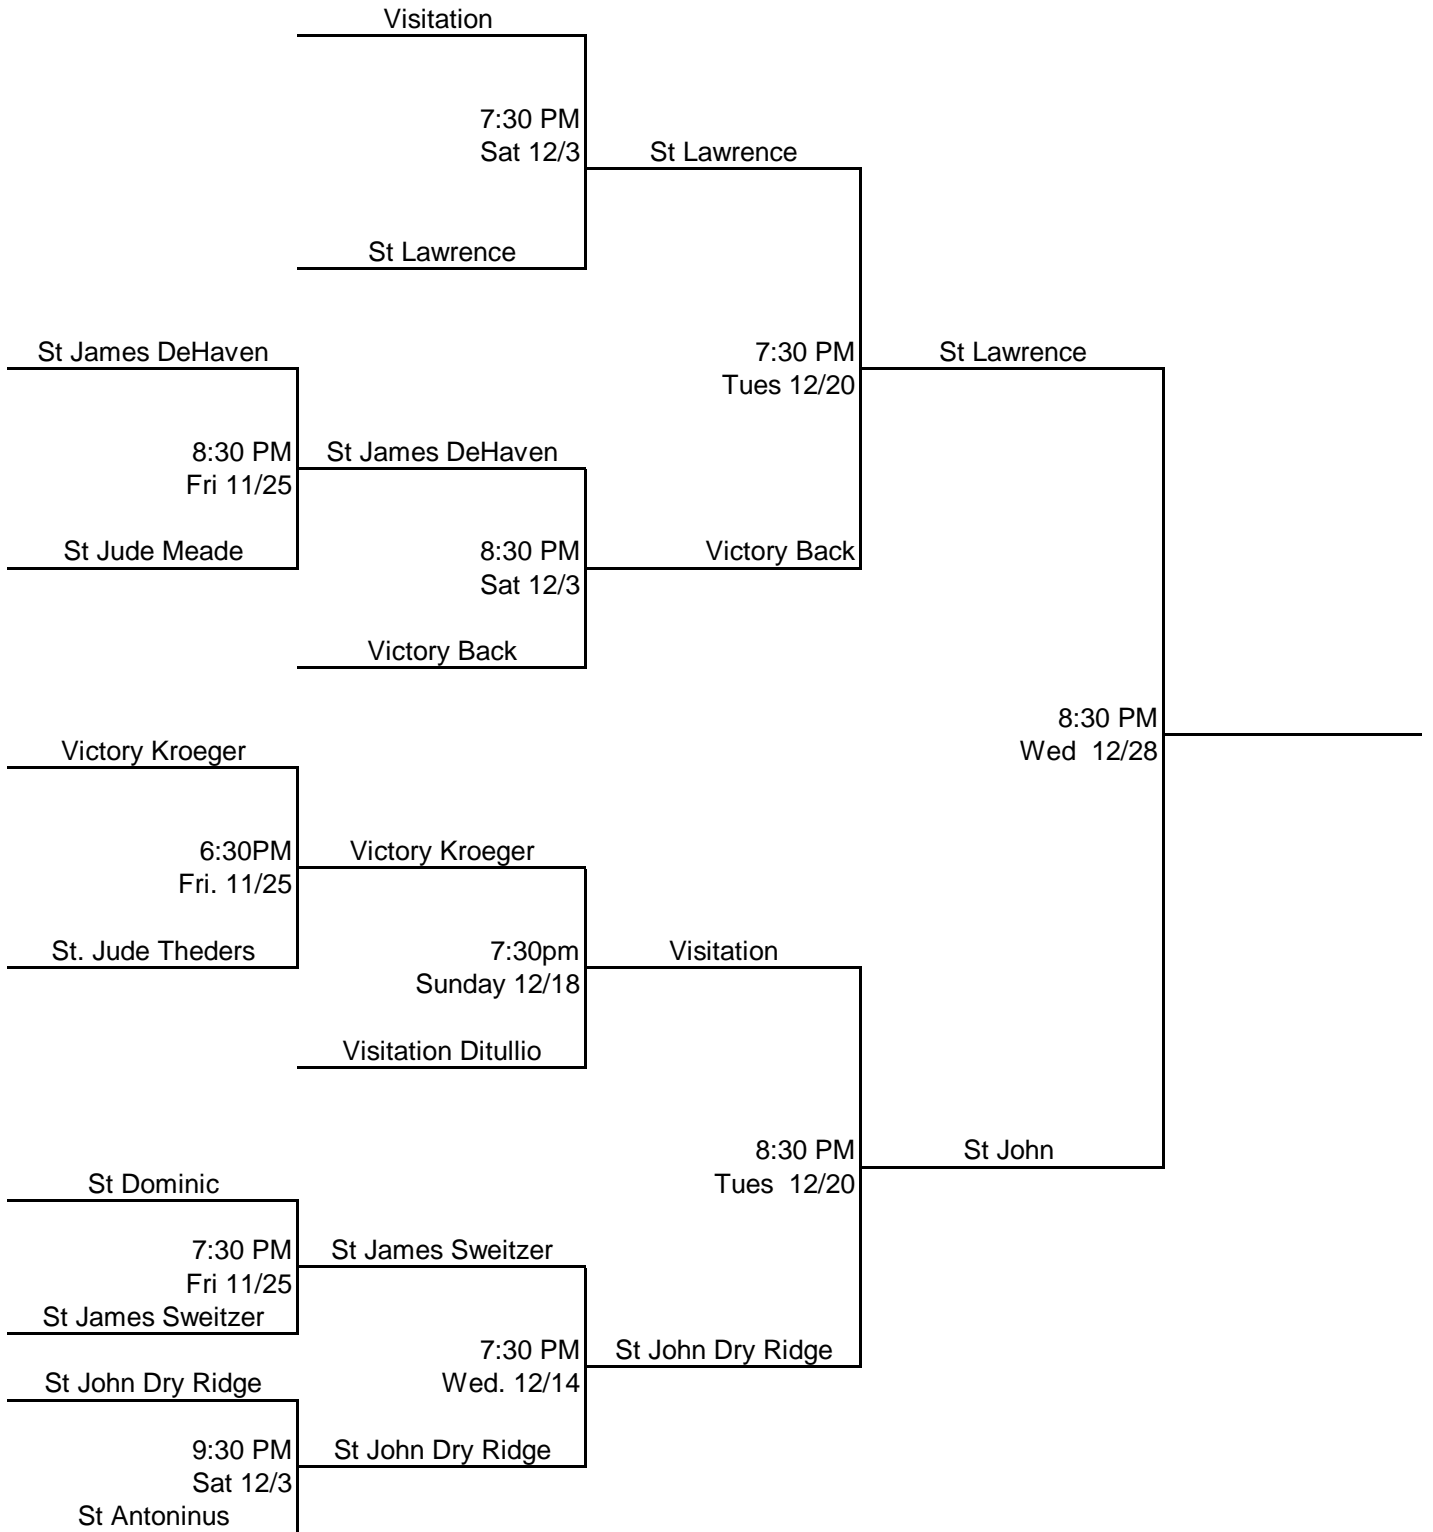 Visitation
7:30 PM
Sat 12/3
St Lawrence
St Lawrence
St James DeHaven
7:30 PM
St Lawrence
Tues 12/20
8:30 PM
St James DeHaven
Fri 11/25
St Jude Meade
8:30 PM
Victory Back
Sat 12/3
Victory Back
8:30 PM
Wed  12/28
Victory Kroeger
6:30PM
Victory Kroeger
Fri. 11/25
St. Jude Theders
7:30pm
Visitation
Sunday 12/18
Visitation Ditullio
8:30 PM
St John
Tues  12/20
St Dominic
7:30 PM
St James Sweitzer
Fri 11/25
St James Sweitzer
7:30 PM
St John Dry Ridge
Wed. 12/14
St John Dry Ridge
9:30 PM
St John Dry Ridge
Sat 12/3
St Antoninus